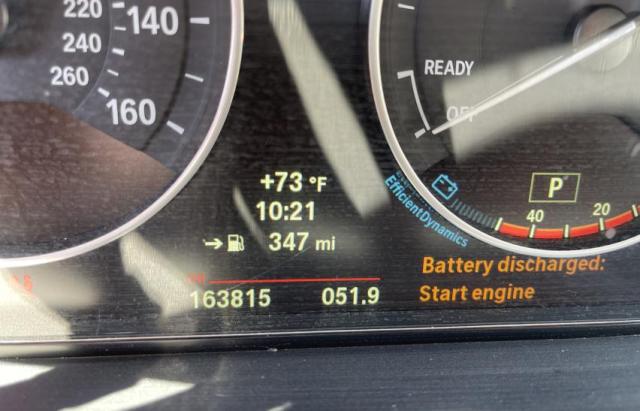 220
140
240
260
160
READY
OFF
+73 °F
10:21
347 mi
163815 051.9
EfficientDynamics
P
40 20
Battery discharged:
Start engine